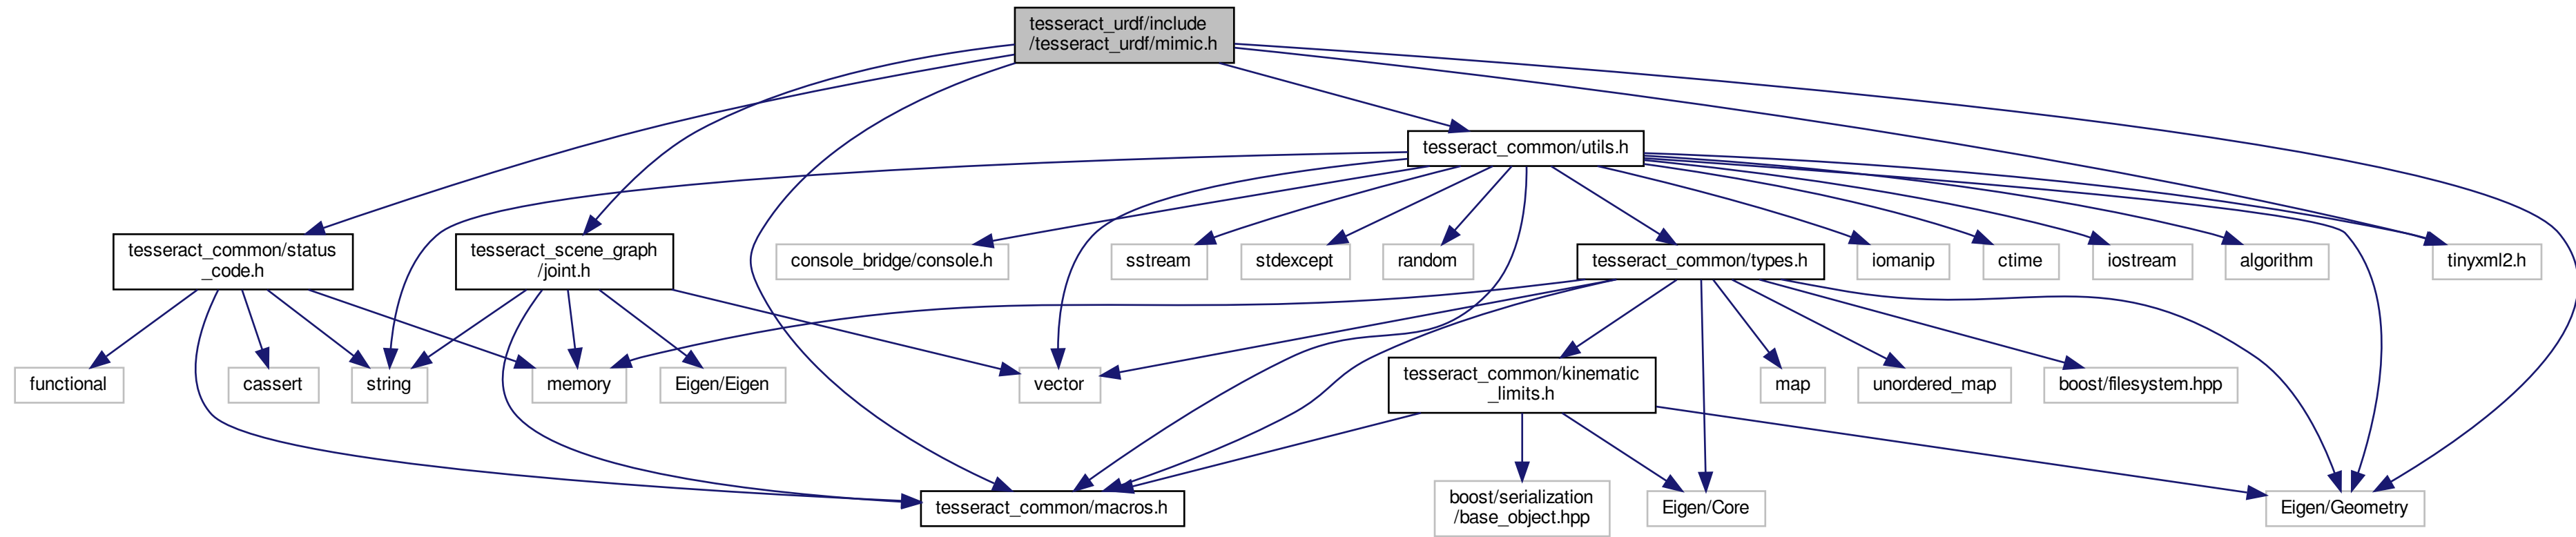 tesseract_urdf/include
/tesseract_urdf/mimic.h
tesseract_common/utils.h
tesseract_common/status
_code.h
tesseract_scene_graph
/joint.h
console_bridge/console.h
sstream
stdexcept
random
tesseract_common/types.h
iomanip
ctime
iostream
algorithm
tinyxml2.h
functional
cassert
string
memory
Eigen/Eigen
vector
tesseract_common/kinematic
_limits.h
map
unordered_map
boost/filesystem.hpp
tesseract_common/macros.h
boost/serialization
/base_object.hpp
Eigen/Core
Eigen/Geometry